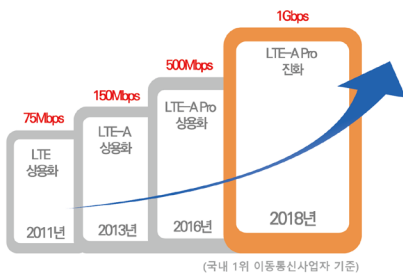 75Mbps
LTE
상용화
2011년
150Mbps
LTE-A
상용화
2013년
500Mbps
LTE-A Pro
상용화
2016년
1Gbps
LTE-A Pro
진화
2018년
(국내 1위 이동통신사업자 기준)